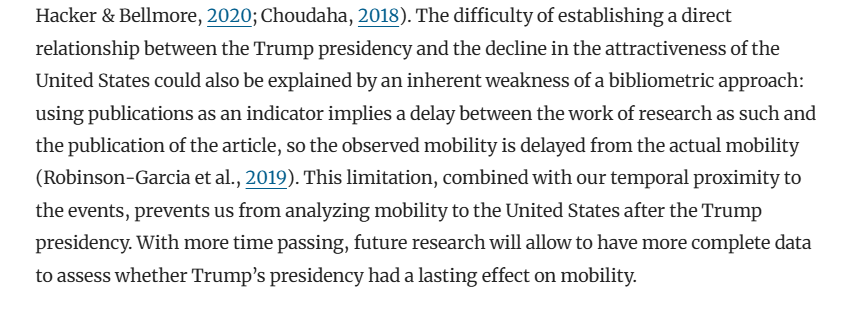 Hacker & Bellmore, 2020; Choudaha, 2018). The difficulty of establishing a direct
relationship between the Trump presidency and the decline in the attractiveness of the
United States could also be explained by an inherent weakness of a bibliometric approach:
using publications as an indicator implies a delay between the work of research as such and
the publication of the article, so the observed mobility is delayed from the actual mobility
(Robinson-Garcia et al., 2019). This limitation, combined with our temporal proximity to
the events, prevents us from analyzing mobility to the United States after the Trump
presidency. With more time passing, future research will allow to have more complete data
to assess whether Trump’s presidency had a lasting effect on mobility.